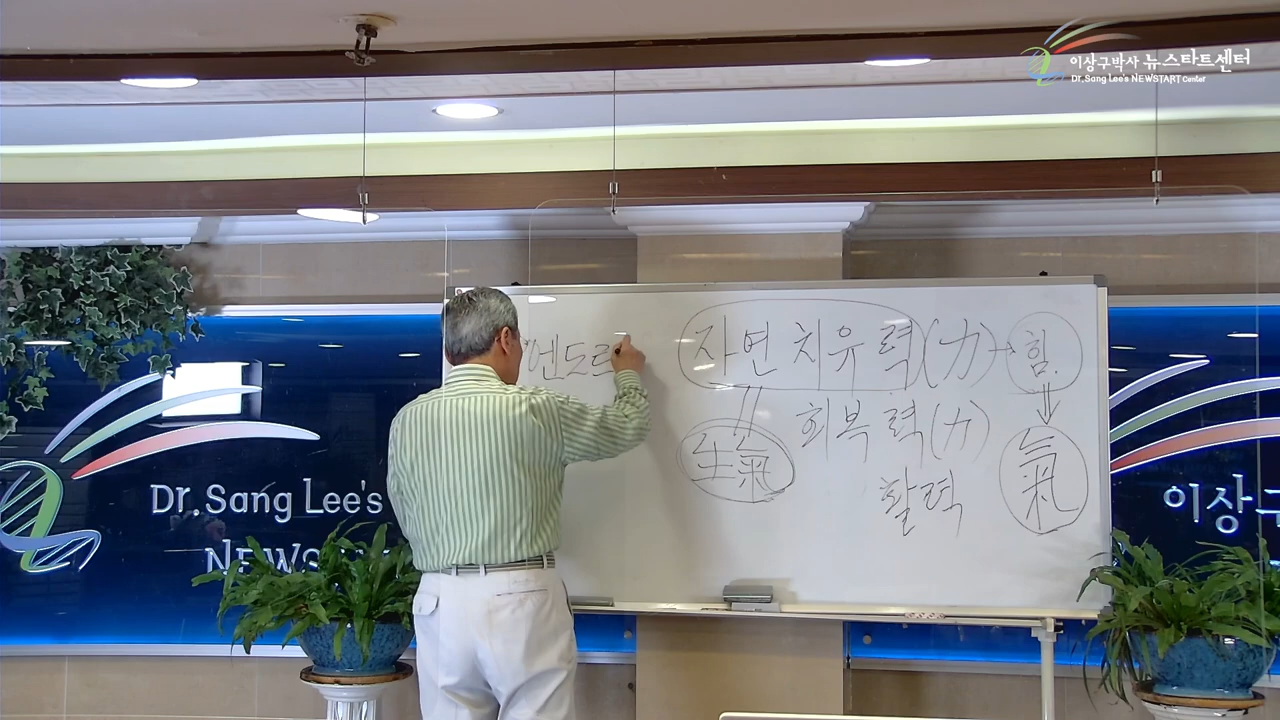 이상구박사 뉴스타트센터
Dr.Sang Lee's NEWSTART Center
엔도르
자연치유력(力)→힘
生氣
회복력(力)
활력
氣
Dr.Sang Lee's
NEWS
이상구